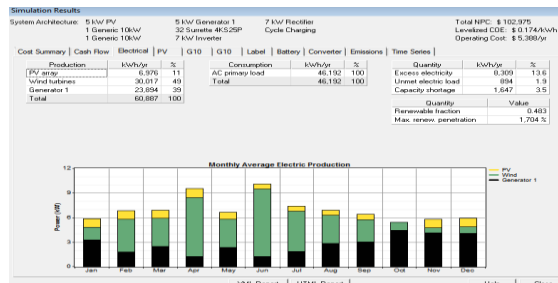 Simulation Results
System Architecture: 5 kW PV 5 kW Generator 1 7 kW Rectifier
1 Generic 10kW 32 Surrette 4KS25P Cycle Charging
1 Generic 10kW 7 kW Inverter
Total NPC: $ 102,975
Levelized COE: $ 0.174/kWh
Operating Cost: $ 5,388/yr
Cost Summary Cash Flow Electrical PV G10 G10 Label Battery Converter Emissions Time Series
Production kWh/yr %
PV array 6,976 11
Wind turbines 30,017 49
Generator 1 23,894 39
Total 60,887 100
Consumption kWh/yr %
AC primary load 46,192 100
Total 46,192 100
Quantity kWh/yr %
Excess electricity 8,309 13.6
Unmet electric load 894 1.9
Capacity shortage 1,647 3.5
Quantity Value
Renewable fraction 0.483
Max. renew. penetration 1,704 %
Monthly Average Electric Production
PV
Wind
Generator 1
Power (kW)
12
9
6
3
0
Jan Feb Mar Apr May Jun Jul Aug Sep Oct Nov Dec